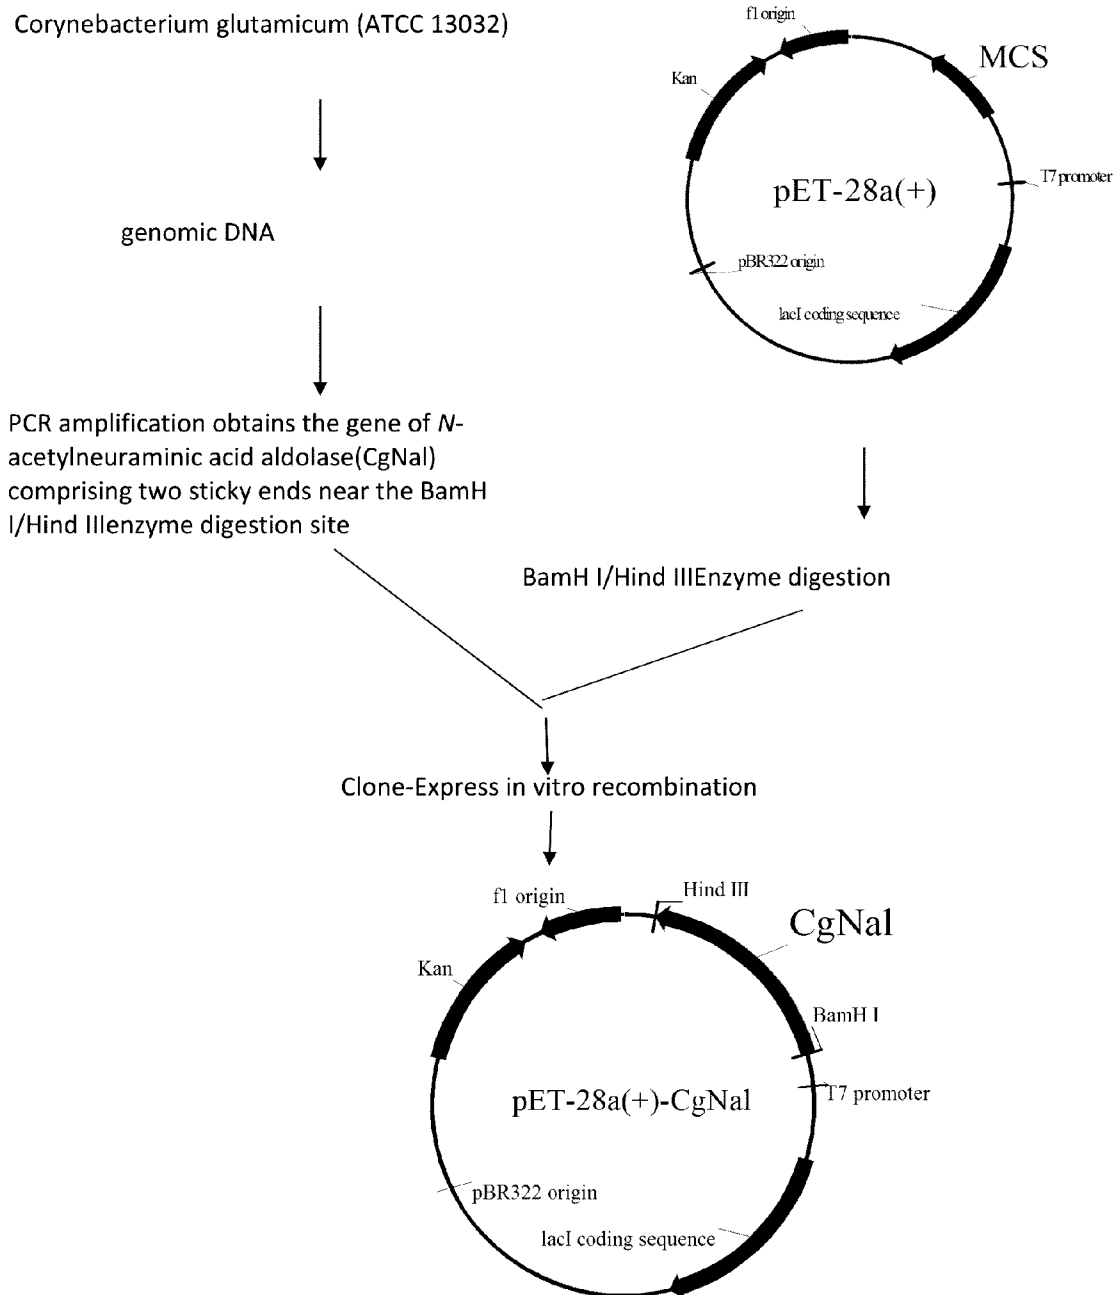 Corynebacterium glutamicum (ATCC 13032)
f1 origin
MCS
Kan
T7 promoter
pET-28a(+)
pBR322 origin
lacI coding sequence
genomic DNA
PCR amplification obtains the gene of N-
acetylneuraminic acid aldolase(CgNal)
comprising two sticky ends near the BamH
I/Hind IIIenzyme digestion site
BamH I/Hind IIIEnzyme digestion
Clone-Express in vitro recombination
f1 origin
Hind III
CgNal
Kan
BamH I
T7 promoter
pET-28a(+)-CgNal
pBR322 origin
lacI coding sequence